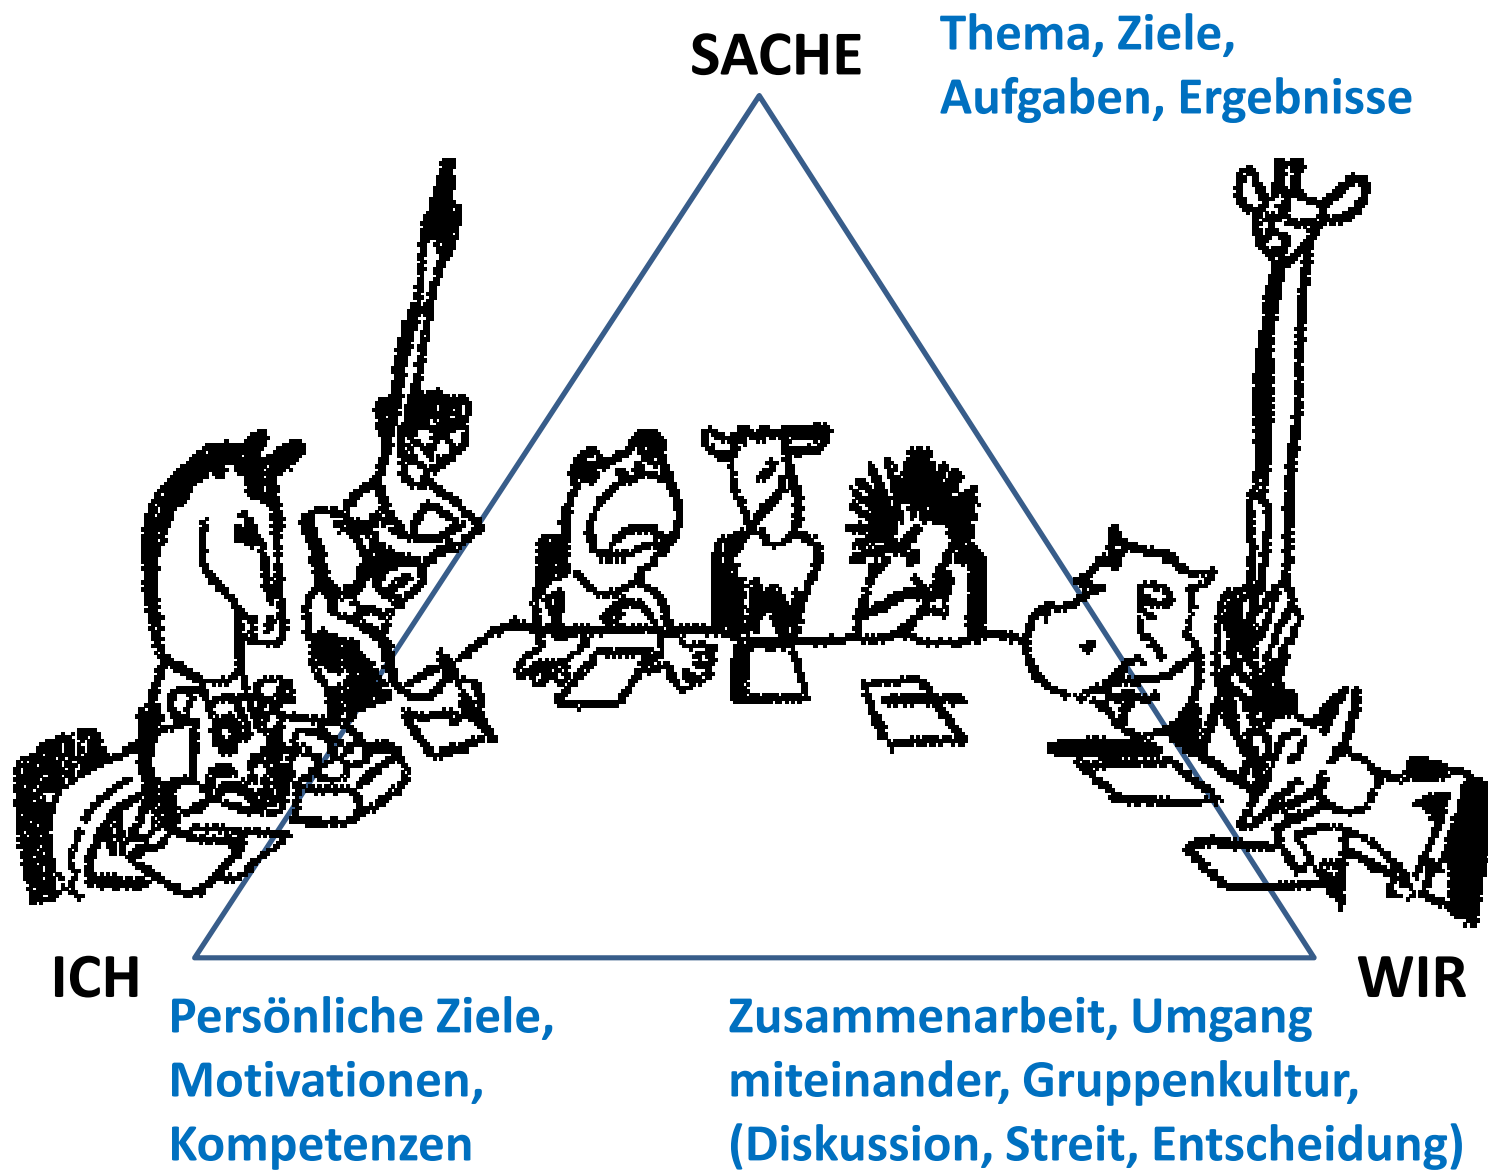 SACHE
Thema, Ziele,
Aufgaben, Ergebnisse
ICH
Persönliche Ziele,
Motivationen,
Kompetenzen
WIR
Zusammenarbeit, Umgang
miteinander, Gruppenkultur,
(Diskussion, Streit, Entscheidung)